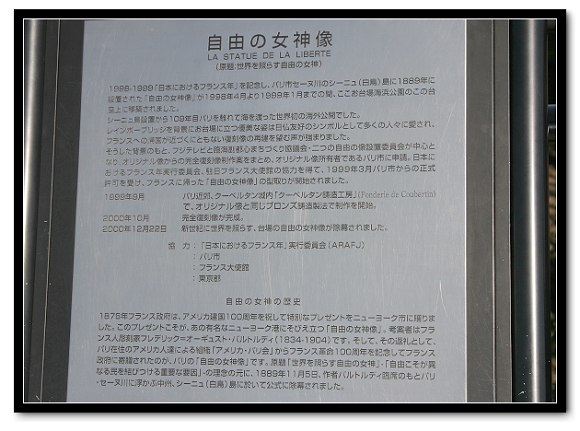 自由の女神像
LA STATUE DE LA LIBERTE
(原題:世界を照らす自由の女神)
1998-1999「日本におけるフランス年」を記念し、パリ市セーヌ川のシーニュ(白鳥)島に1889年に
設置された「自由の女神像」が1998年4月より1999年1月までの間、ここお台場海浜公園のこの台
座上に移設されました。
シーニュ島設置から109年目パリを離れて海を渡った世界初の海外公開でした。
レインボーブリッジを背景にお台場に立つ優美な姿は日仏友好のシンボルとして多くの人々に愛され、
フランスへの帰還が近づくにともない復刻像の再建を望む声が強まりました。
そうした背景のもと、フジテレビと臨海副都心まちづくり協議会・二つの自由の像設置委員会が中心と
なり、オリジナル像からの完全復刻像制作案をまとめ、オリジナル像所有者であるパリ市に申請。日本に
おけるフランス年実行委員会、駐日フランス大使館の協力を得て、1999年3月パリ市からの正式
許可を受け、フランスに帰った「自由の女神像」の型取りが開始されました。
1999年9月 パリ近郊、クーベルタン城内「クーベルタン鋳造工房」(Fonderie de Coubertin)
で、オリジナル像と同じブロンズ鋳造製法で制作を開始。
2000年10月 完全復刻像が完成。
2000年12月22日 新世紀に世界を照らす、台場の自由の女神像が除幕されました。
協 力:「日本におけるフランス年」実行委員会(ARAFJ)
:パリ市
:フランス大使館
:東京都
自由の女神の歴史
1876年フランス政府は、アメリカ建国100周年を祝して特別なプレゼントをニューヨーク市に贈りま
した。このプレゼントこそが、あの有名なニューヨーク港にそびえ立つ「自由の女神像」。考案者はフラ
ンス人彫刻家フレデリック=オーギュスト・バルトルディ(1834-1904)です。そして、その返礼として、
パリ在住のアメリカ人達による組織「アメリカ・パリ会」からフランス革命100周年を記念してフランス
政府に寄贈されたのが、パリの「自由の女神」です。原題「世界を照らす自由の女神」-「自由こそが異
なる民を結びつける重要な要因」-の理念の元に、1889年11月5日、作者バルトルディ臨席のもとパリ
・セーヌ川に浮かぶ中州、シーニュ(白鳥)島に於いて公式に除幕されました。